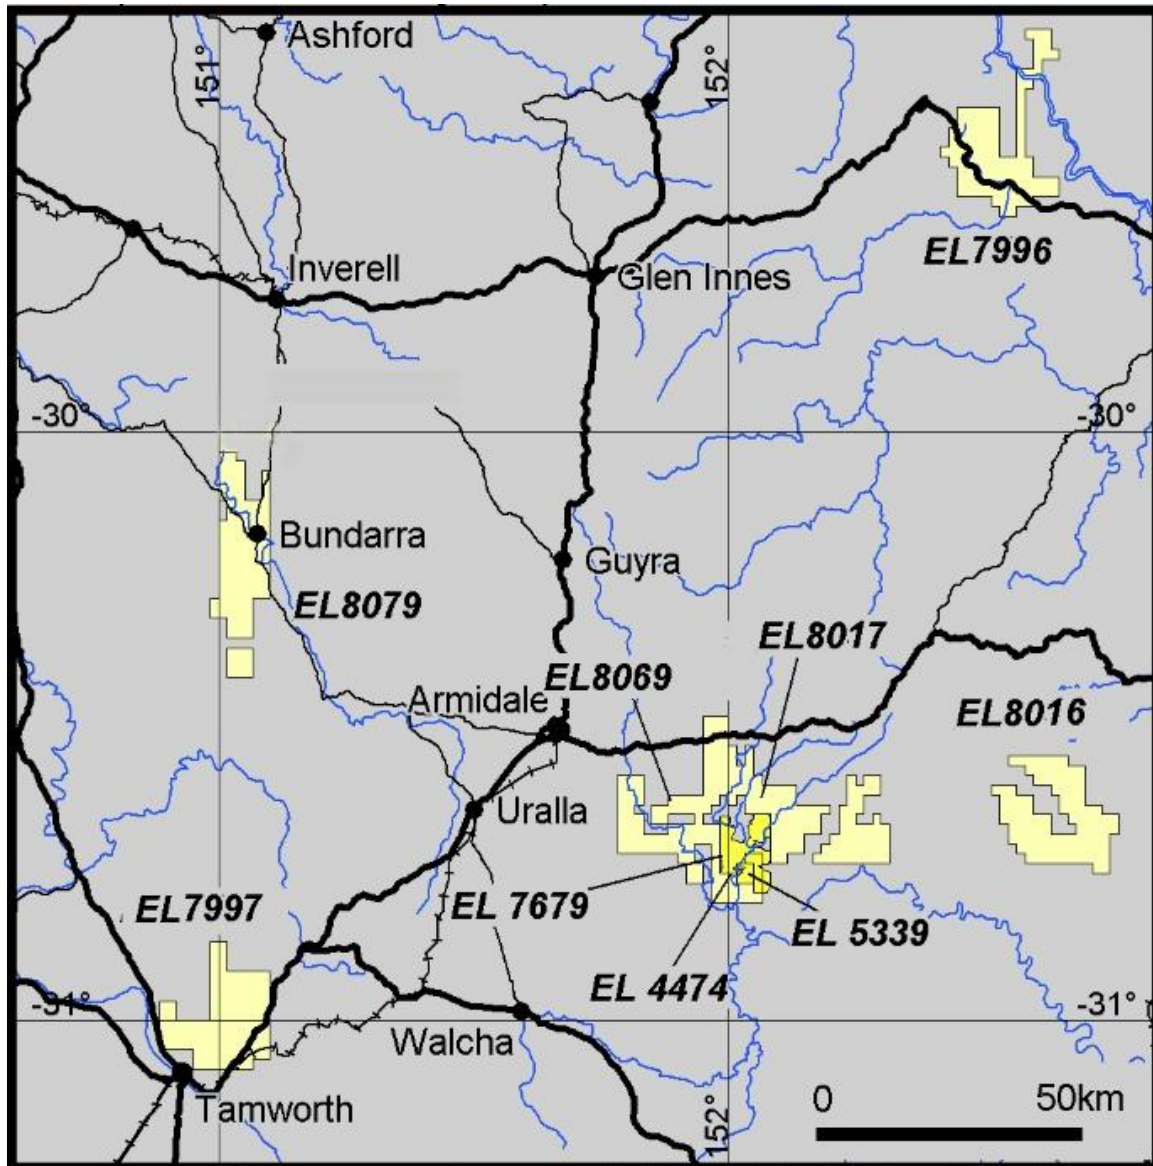 Ashford
151°
152°
EL7996
Inverell
Glen Innes
-30°
-30°
Bundarra
Guyra
EL8079
EL8017
EL8069
Armidale
EL8016
Uralla
EL7997
EL 7679
EL 5339
EL 4474
-31°
-31°
Walcha
152°
0
50km
Tamworth